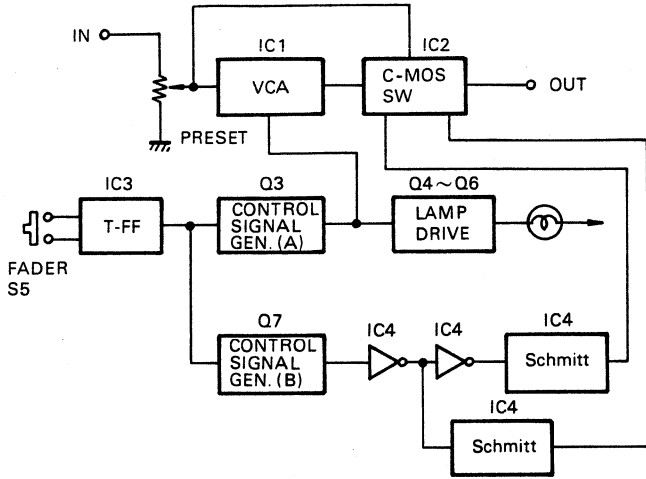 IN
IC1
IC2
VCA
C-MOS
SW
OUT
PRESET
IC3
Q3
Q4～Q6
T-FF
CONTROL
SIGNAL
GEN. (A)
LAMP
DRIVE
FADER
S5
Q7
IC4
IC4
IC4
CONTROL
SIGNAL
GEN. (B)
Schmitt
IC4
Schmitt